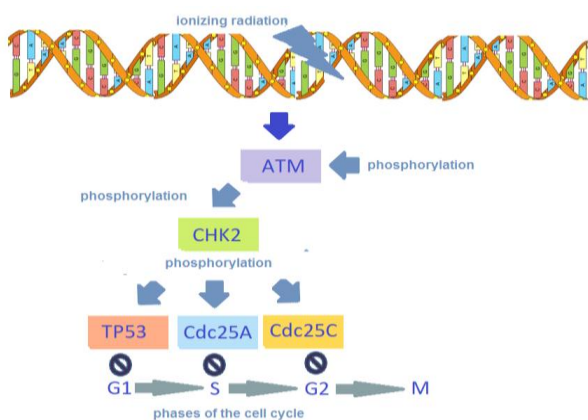 ionizing radiation
ATM
phosphorylation
phosphorylation
CHK2
phosphorylation
TP53 Cdc25A Cdc25C
G1 S G2 M
phases of the cell cycle